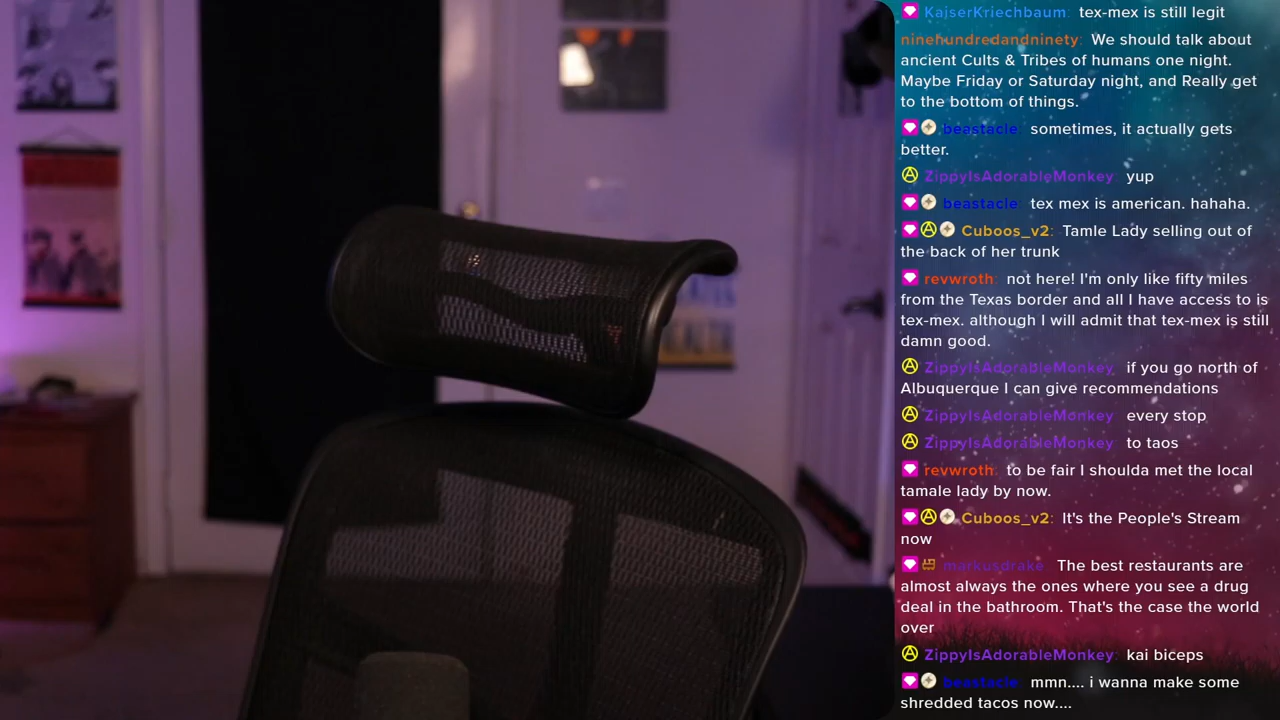 KaiserKriechbaum: tex-mex is still legit
ninehundredandninety: We should talk about
ancient Cults & Tribes of humans one night.
Maybe Friday or Saturday night, and Really get
to the bottom of things.
beastacle: sometimes, it actually gets
better.
ZippyIsAdorableMonkey: yup
beastacle: tex mex is american. hahaha.
Cuboos_v2: Tamle Lady selling out of
the back of her trunk
revwroth: not here! I'm only like fifty miles
from the Texas border and all I have access to is
tex-mex. although I will admit that tex-mex is still
damn good.
ZippyIsAdorableMonkey: if you go north of
Albuquerque I can give recommendations
ZippyIsAdorableMonkey: every stop
ZippyIsAdorableMonkey: to taos
revwroth: to be fair I shoulda met the local
tamale lady by now.
Cuboos_v2: It's the People's Stream
now
markusdrake: The best restaurants are
almost always the ones where you see a drug
deal in the bathroom. That's the case the world
over
ZippyIsAdorableMonkey: kai biceps
beastacle: mmn.... i wanna make some
shredded tacos now....